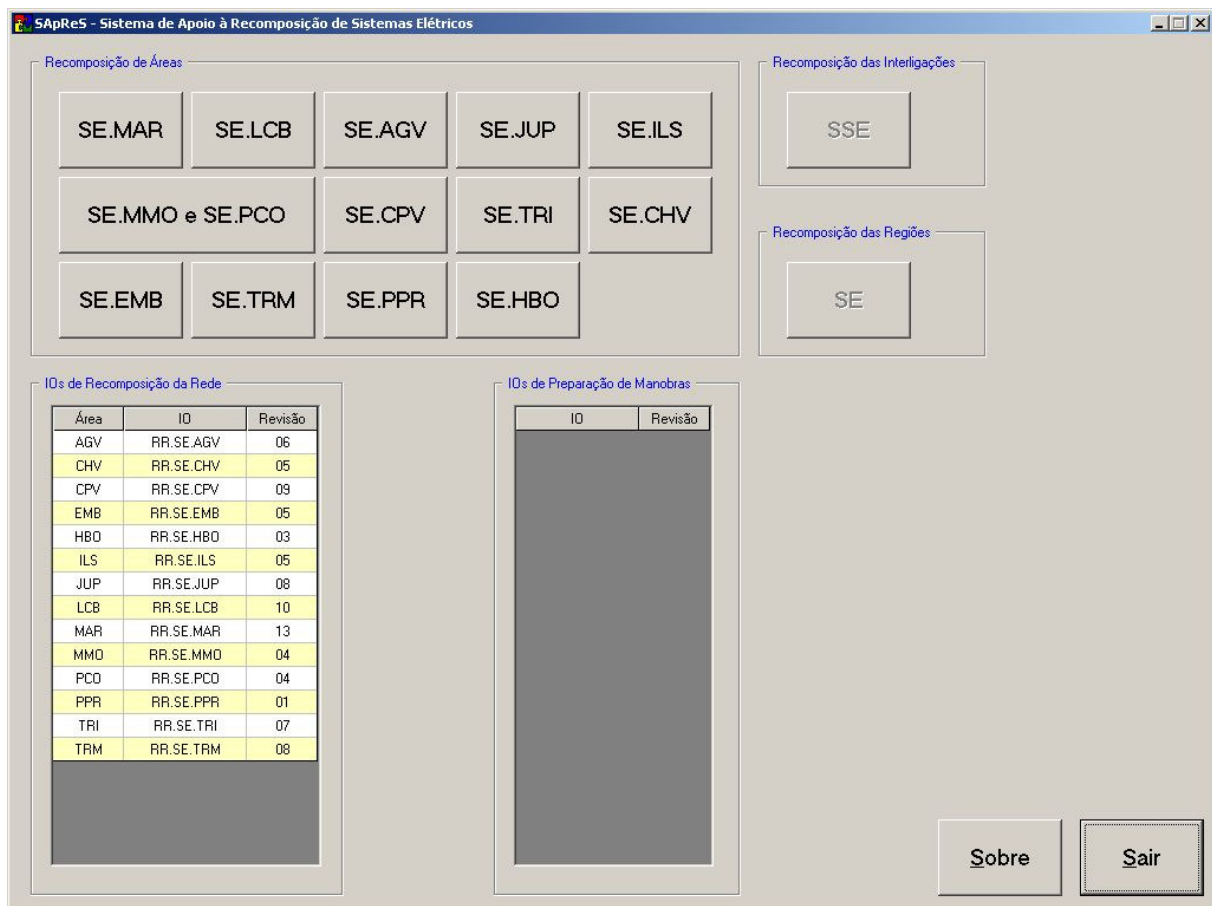 SApReS - Sistema de Apoio à Recomposição de Sistemas Elétricos
Recomposição de Áreas
SE.MAR SE.LCB SE.AGV SE.JUP SE.ILS
SE.MMO e SE.PCO SE.CPV SE.TRI SE.CHV
SE.EMB SE.TRM SE.PPR SE.HBO
Recomposição das Interligações
SSE
Recomposição das Regiões
SE
IOs de Recomposição da Rede
Área IO Revisão
AGV RR.SE.AGV 06
CHV RR.SE.CHV 05
CPV RR.SE.CPV 09
EMB RR.SE.EMB 05
HBO RR.SE.HBO 03
ILS RR.SE.ILS 05
JUP RR.SE.JUP 08
LCB RR.SE.LCB 10
MAR RR.SE.MAR 13
MMO RR.SE.MMO 04
PCO RR.SE.PCO 04
PPR RR.SE.PPR 01
TRI RR.SE.TRI 07
TRM RR.SE.TRM 08
IOs de Preparação de Manobras
IO Revisão
Sobre
Sair